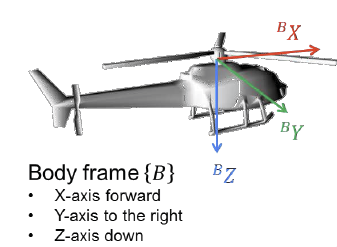 ᴮX
ᴮY
ᴮZ
Body frame {B}
• X-axis forward
• Y-axis to the right
• Z-axis down